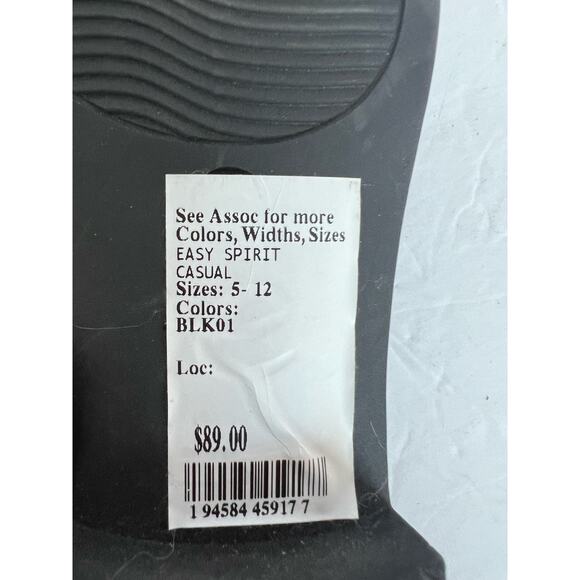 See Assoc for more
Colors, Widths, Sizes
EASY SPIRIT
CASUAL
Sizes: 5- 12
Colors:
BLK01
Loc:
$89.00
1 94584 45917 7